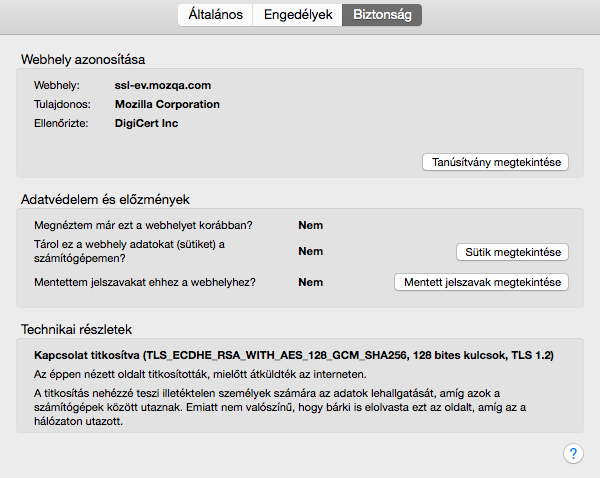 Általános Engedélyek Biztonság
Webhely azonosítása
Webhely: ssl-ev.mozqa.com
Tulajdonos: Mozilla Corporation
Ellenőrizte: DigiCert Inc
Tanúsítvány megtekintése
Adatvédelem és előzmények
Megnéztem már ezt a webhelyet korábban? Nem
Tárol ez a webhely adatokat (sütiket) a
számítógépemen? Nem Sütik megtekintése
Mentettem jelszavakat ehhez a webhelyhez? Nem Mentett jelszavak megtekintése
Technikai részletek
Kapcsolat titkosítva (TLS_ECDHE_RSA_WITH_AES_128_GCM_SHA256, 128 bites kulcsok, TLS 1.2)
Az éppen nézett oldalt titkosították, mielőtt átküldték az interneten.
A titkosítás nehézzé teszi illetéktelen személyek számára az adatok lehallgatását, amíg azok a
számítógépek között utaznak. Emiatt nem valószínű, hogy bárki is elolvasta ezt az oldalt, amíg az a
hálózaton utazott.
?